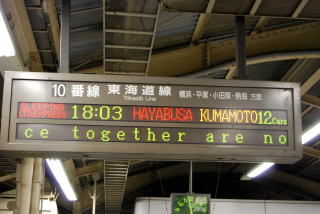 10 番線 東海道線 横浜・平塚・小田原・熱海 方面
Tōkaidō Line
SLEEPING
EXPRESS 18:03 HAYABUSA KUMAMOTO 12Cars
ce together are no